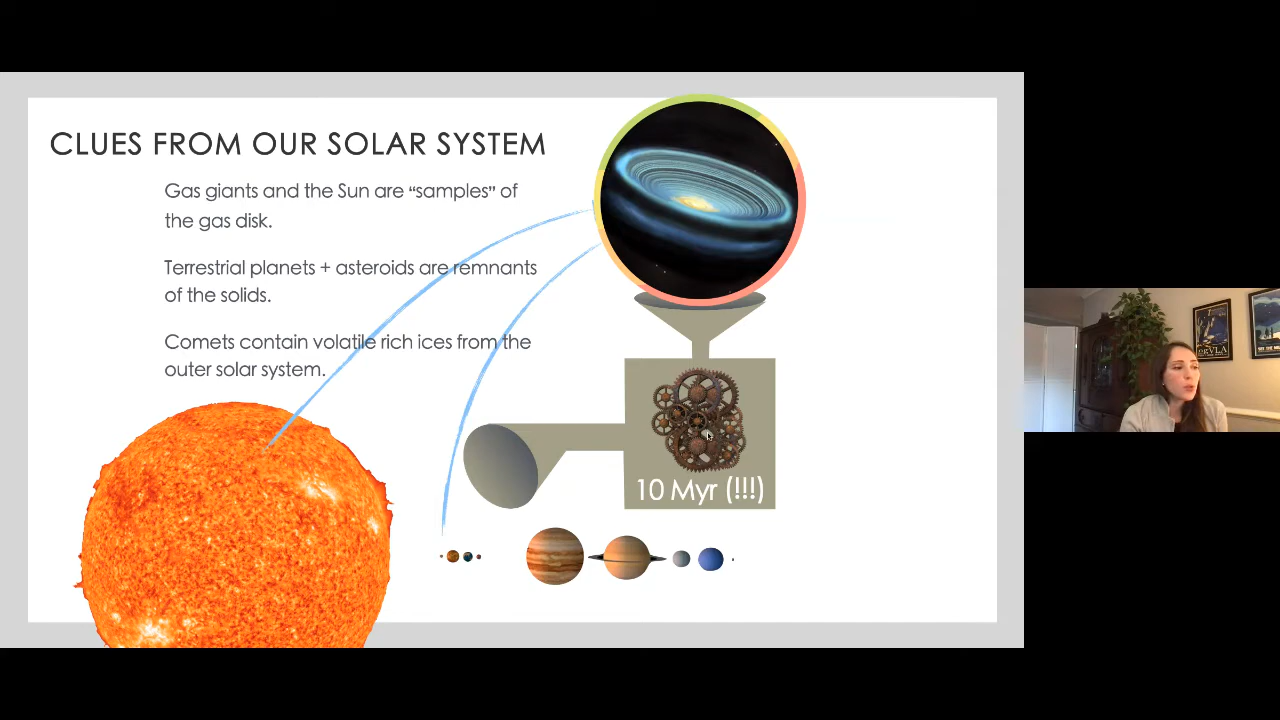 CLUES FROM OUR SOLAR SYSTEM
Gas giants and the Sun are “samples” of
the gas disk.
Terrestrial planets + asteroids are remnants
of the solids.
Comets contain volatile rich ices from the
outer solar system.
10 Myr (!!!)